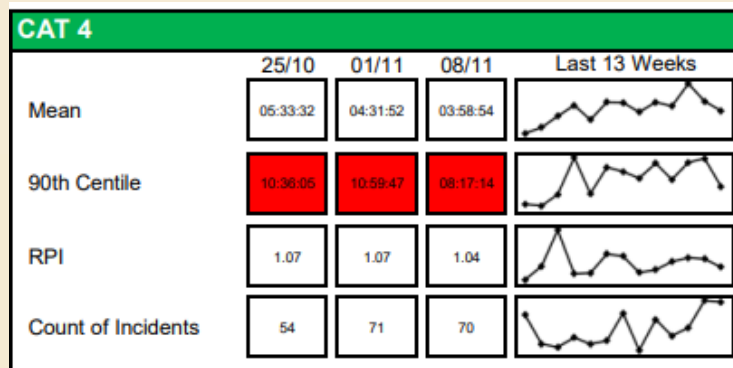 CAT 4
25/10 01/11 08/11 Last 13 Weeks
Mean 05:33:32 04:31:52 03:58:54
90th Centile 10:36:05 10:59:47 08:17:14
RPI 1.07 1.07 1.04
Count of Incidents 54 71 70